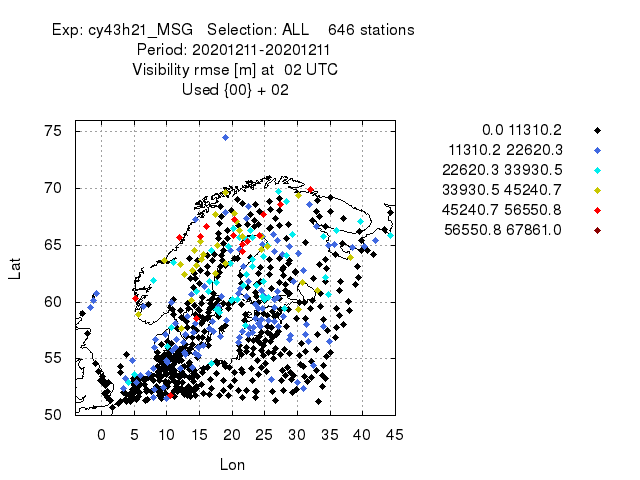 Exp: cy43h21_MSG Selection: ALL 646 stations
Period: 20201211-20201211
Visibility rmse [m] at 02 UTC
Used {00} + 02
0.0 11310.2
11310.2 22620.3
22620.3 33930.5
33930.5 45240.7
45240.7 56550.8
56550.8 67861.0
75
70
65
60
55
50
Lat
0 5 10 15 20 25 30 35 40 45
Lon